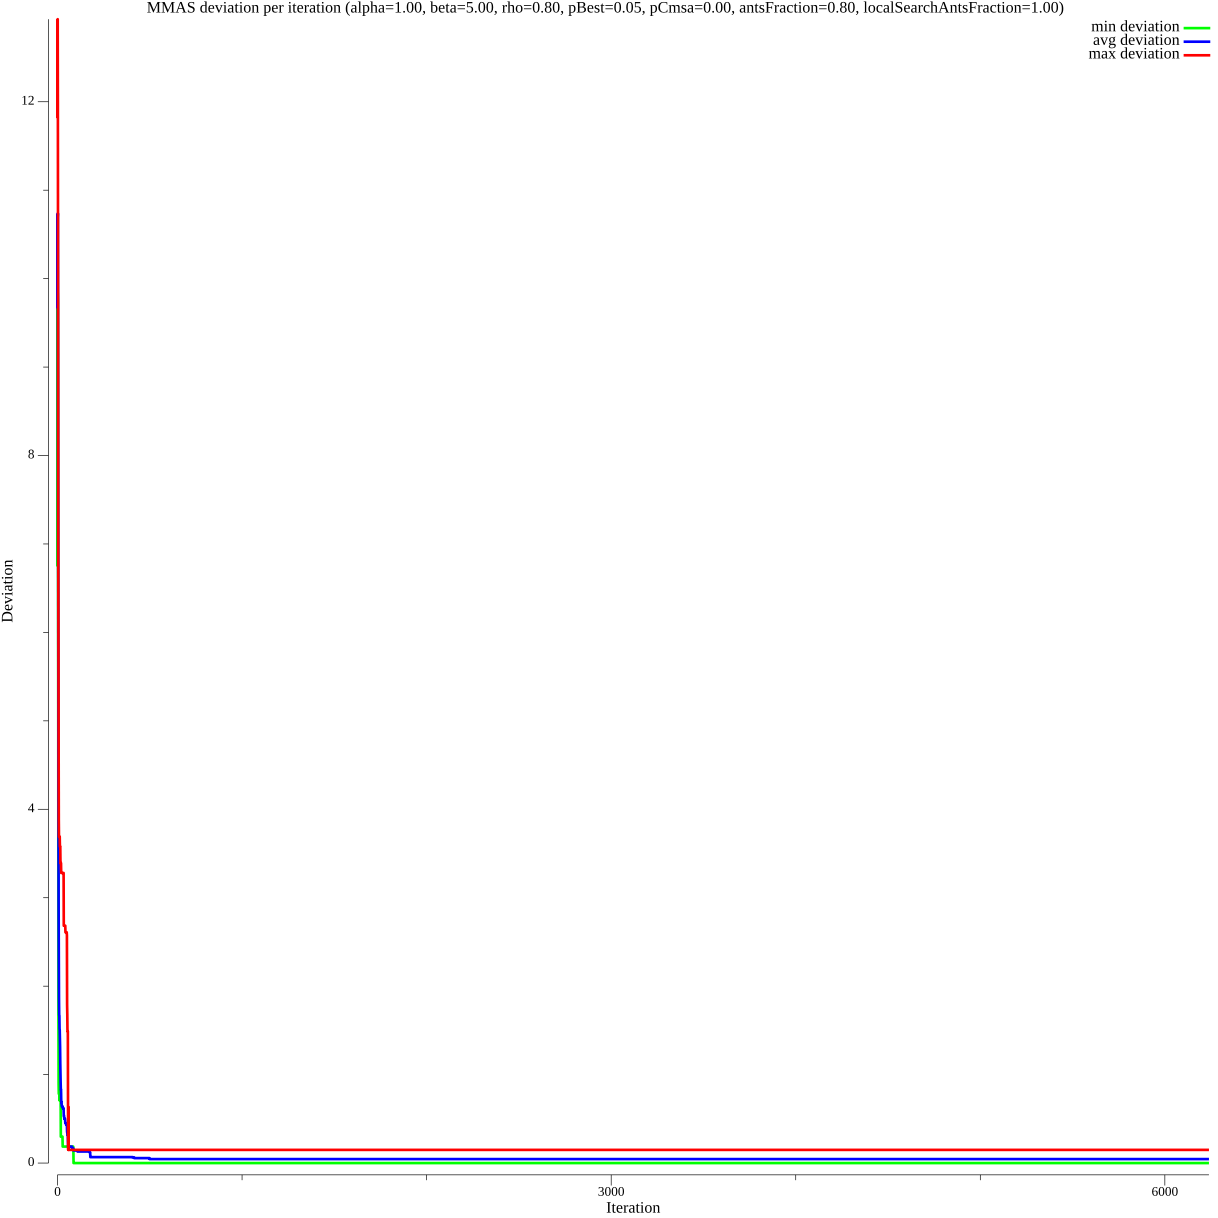 MMAS deviation per iteration (alpha=1.00, beta=5.00, rho=0.80, pBest=0.05, pCmsa=0.00, antsFraction=0.80, localSearchAntsFraction=1.00)
min deviation
avg deviation
max deviation
12
8
4
0
Deviation
0
3000
6000
Iteration